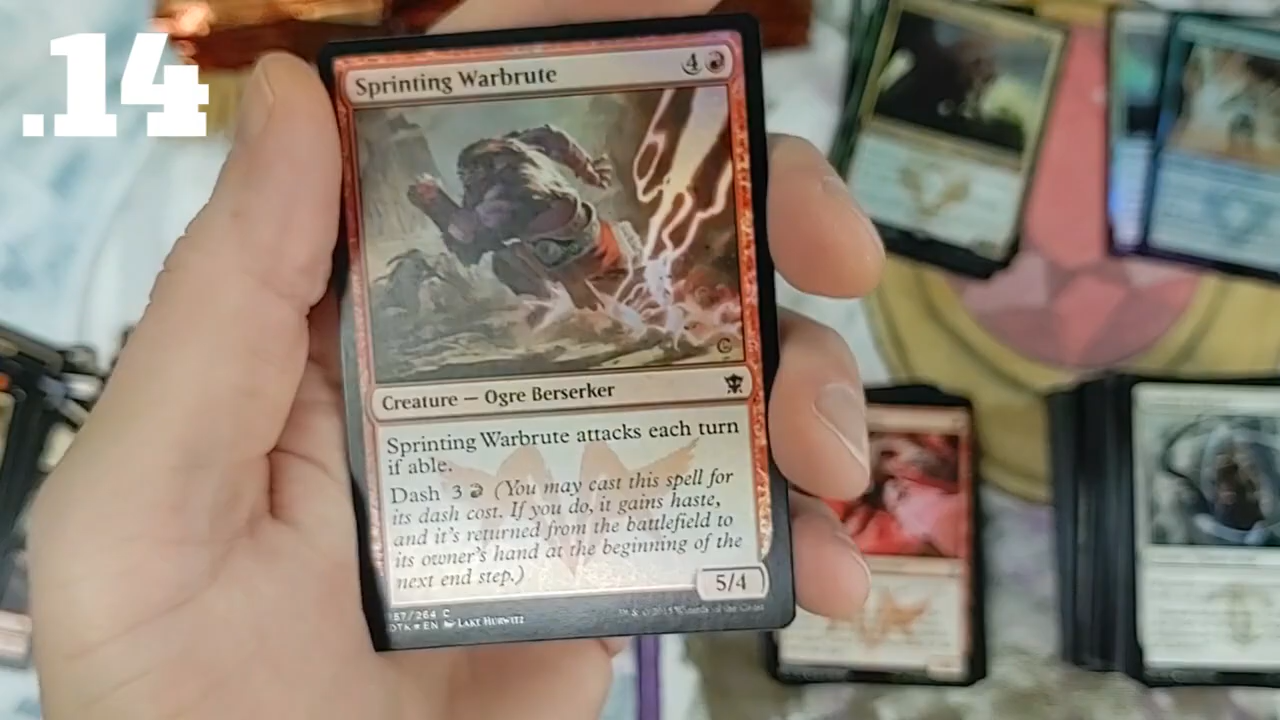 .14
Sprinting Warbrute 4
Creature — Ogre Berserker
Sprinting Warbrute attacks each turn
if able.
Dash 3 (You may cast this spell for
its dash cost. If you do, it gains haste,
and it's returned from the battlefield to
its owner's hand at the beginning of the
next end step.)
5/4
157/264 C
DTK ★ EN LAKE HURWITZ
™ & © 2015 Wizards of the Coast